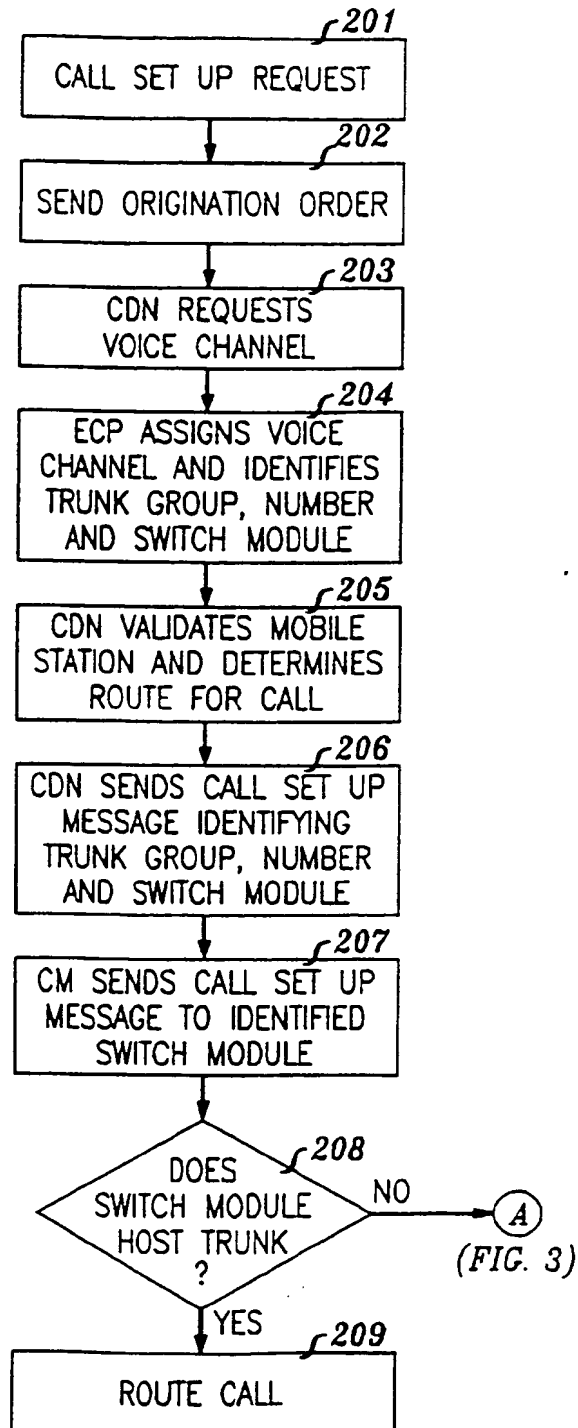 201
CALL SET UP REQUEST
202
SEND ORIGINATION ORDER
203
CDN REQUESTS
VOICE CHANNEL
204
ECP ASSIGNS VOICE
CHANNEL AND IDENTIFIES
TRUNK GROUP, NUMBER
AND SWITCH MODULE
205
CDN VALIDATES MOBILE
STATION AND DETERMINES
ROUTE FOR CALL
206
CDN SENDS CALL SET UP
MESSAGE IDENTIFYING
TRUNK GROUP, NUMBER
AND SWITCH MODULE
207
CM SENDS CALL SET UP
MESSAGE TO IDENTIFIED
SWITCH MODULE
208
DOES
SWITCH MODULE
HOST TRUNK
?
NO
A
(FIG. 3)
YES
209
ROUTE CALL